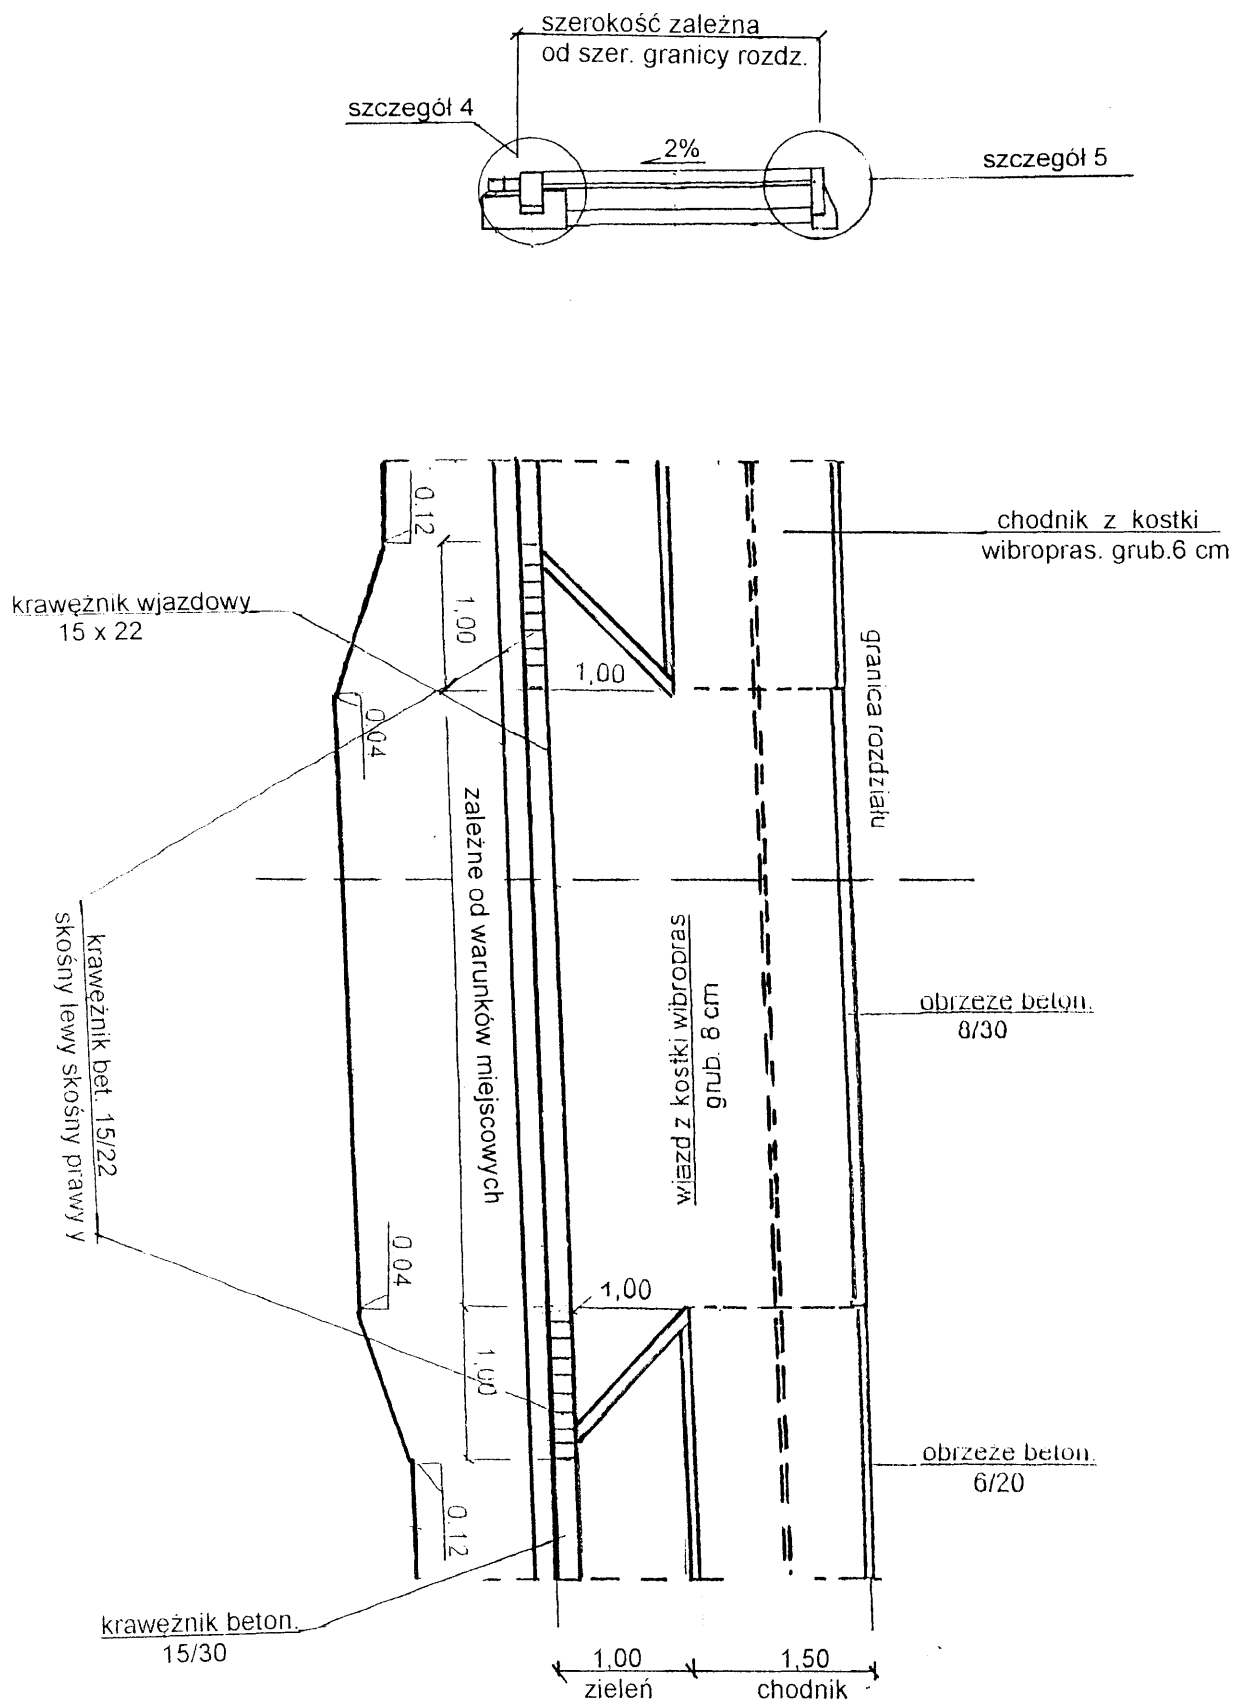 szerokość zależna
od szer. granicy rozdz.
szczegół 4
2%
szczegół 5
0.12
chodnik z kostki
wibropras. grub.6 cm
krawężnik wjazdowy
15 x 22
1,00
1,00
granica rozdziału
0.04
zależne od warunków miejscowych
wjazd z kostki wibropras
grub. 8 cm
krawężnik bet. 15/22
skośny lewy skośny prawy y
obrzeże beton.
8/30
0.04
1,00
1,00
obrzeże beton.
6/20
0.12
krawężnik beton.
15/30
1,00
zieleń
1,50
chodnik